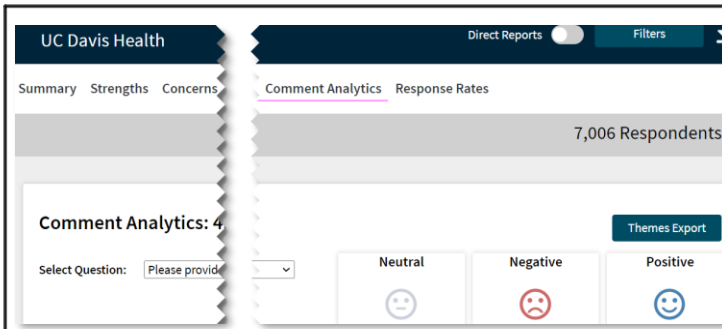 UC Davis Health Direct Reports Filters
Summary Strengths Concerns Comment Analytics Response Rates
7,006 Respondents
Comment Analytics: 4
Themes Export
Select Question: Please provid
Neutral Negative Positive